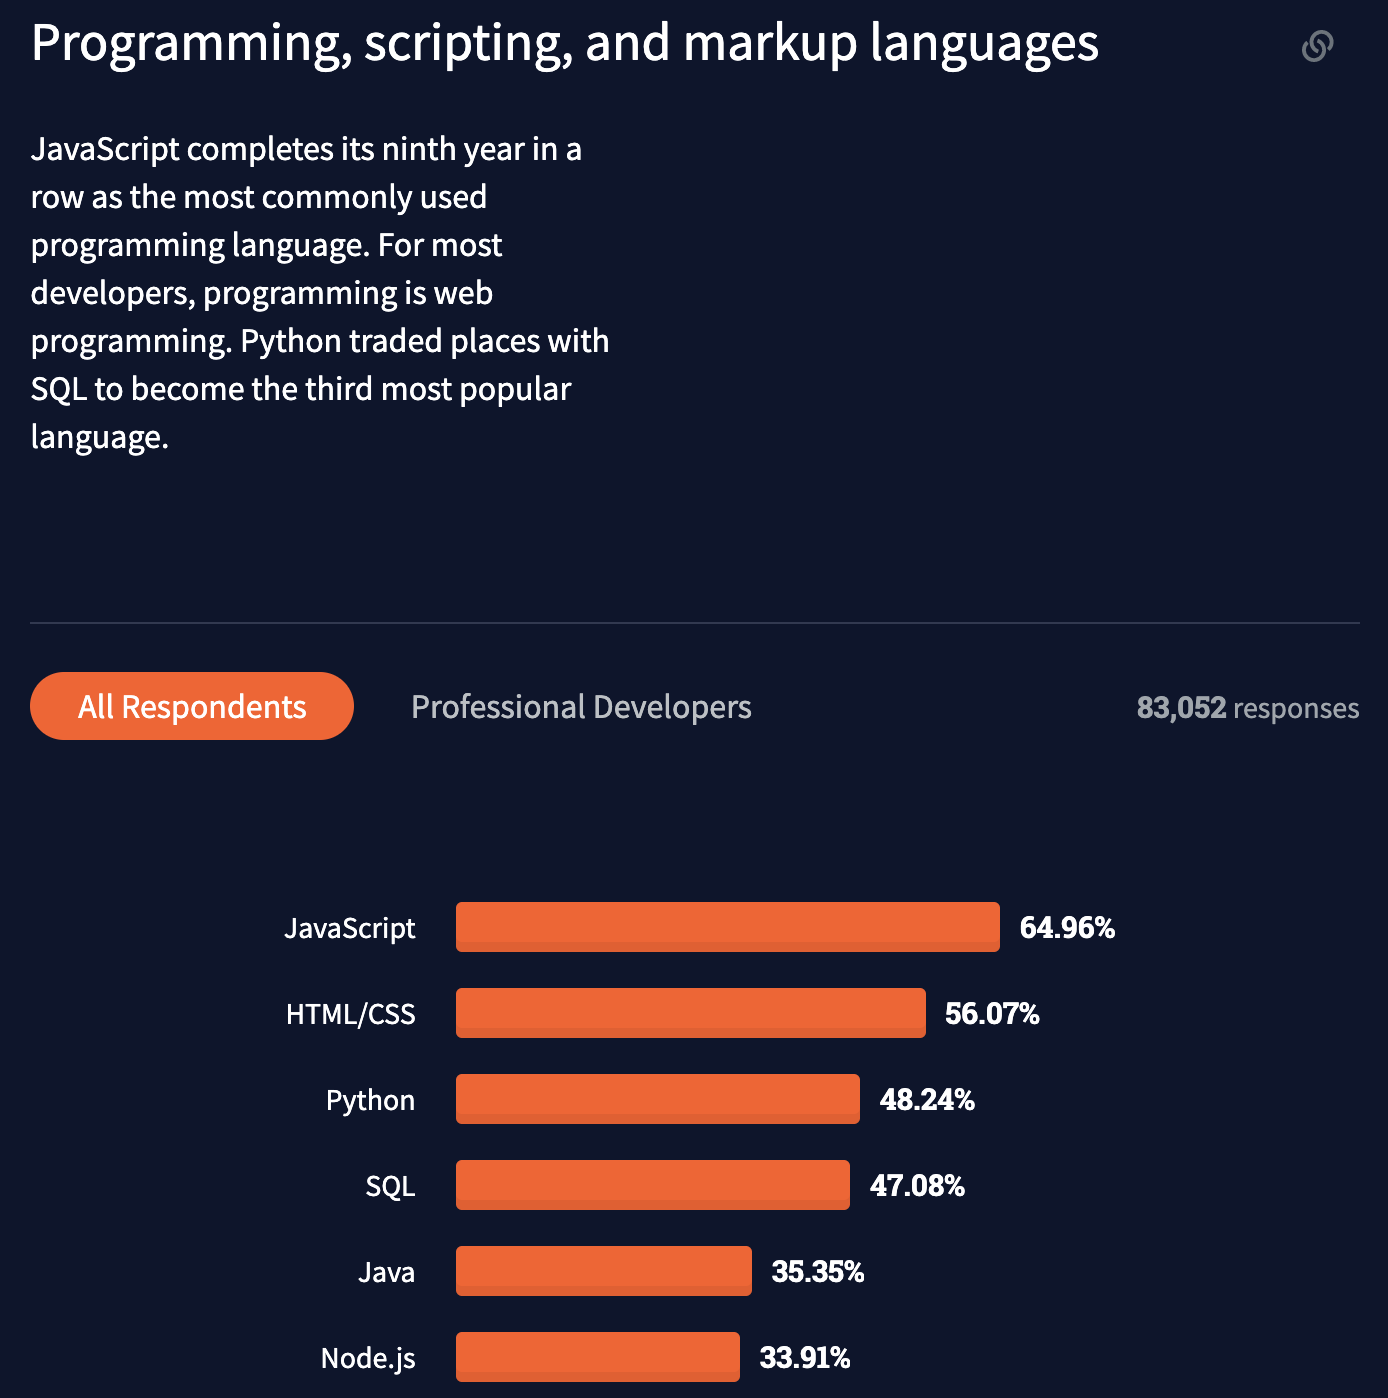 Programming, scripting, and markup languages
JavaScript completes its ninth year in a
row as the most commonly used
programming language. For most
developers, programming is web
programming. Python traded places with
SQL to become the third most popular
language.
All Respondents
Professional Developers
83,052 responses
JavaScript 64.96%
HTML/CSS 56.07%
Python 48.24%
SQL 47.08%
Java 35.35%
Node.js 33.91%